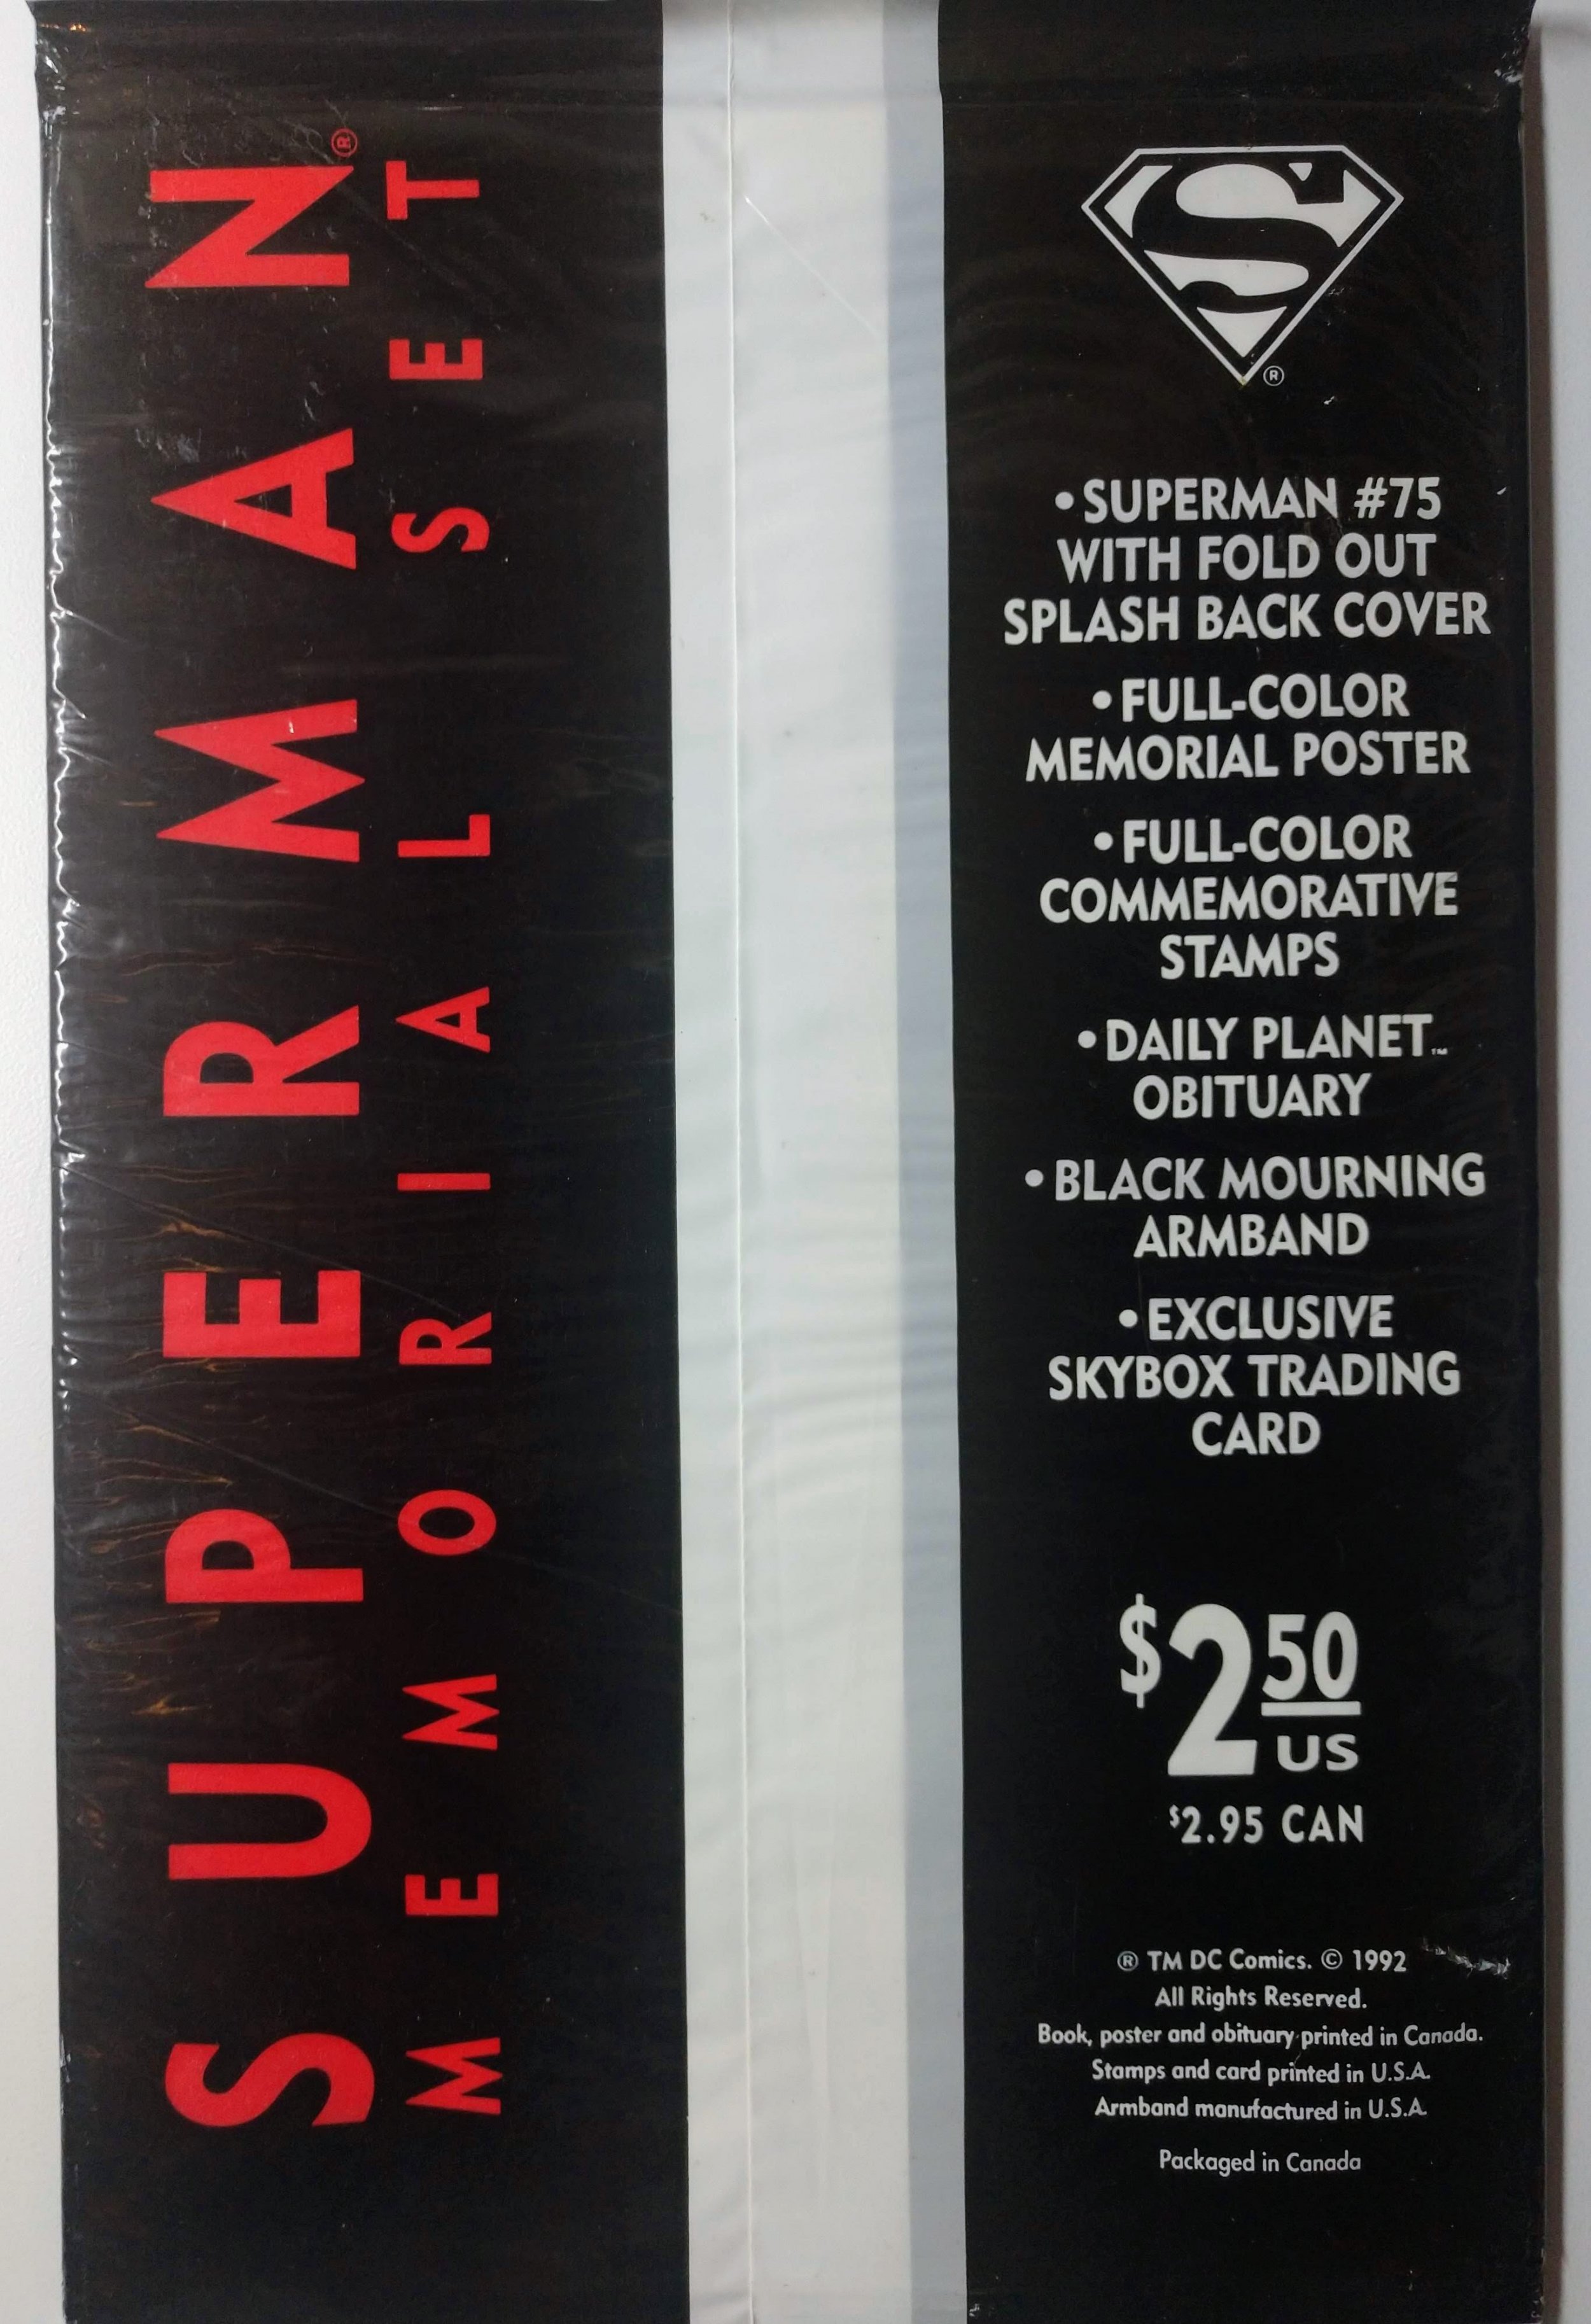 SUPERMAN®
MEMORIAL SET
S
®
• SUPERMAN #75
WITH FOLD OUT
SPLASH BACK COVER
• FULL-COLOR
MEMORIAL POSTER
• FULL-COLOR
COMMEMORATIVE
STAMPS
• DAILY PLANET™
OBITUARY
• BLACK MOURNING
ARMBAND
• EXCLUSIVE
SKYBOX TRADING
CARD
$2.50
US
$2.95 CAN
® TM DC Comics. © 1992
All Rights Reserved.
Book, poster and obituary printed in Canada.
Stamps and card printed in U.S.A.
Armband manufactured in U.S.A.
Packaged in Canada